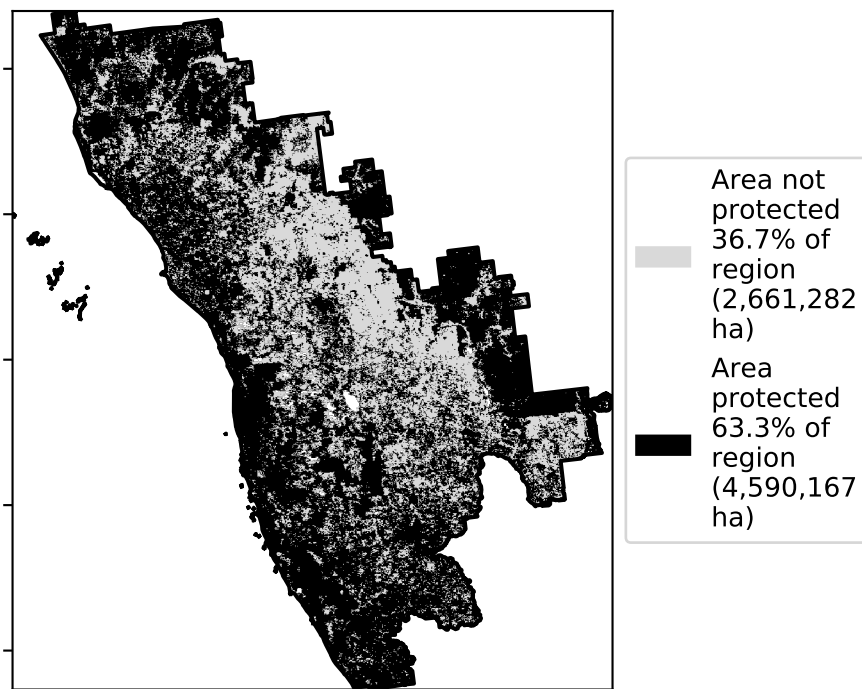 Area not
protected
36.7% of
region
(2,661,282
ha)
Area
protected
63.3% of
region
(4,590,167
ha)